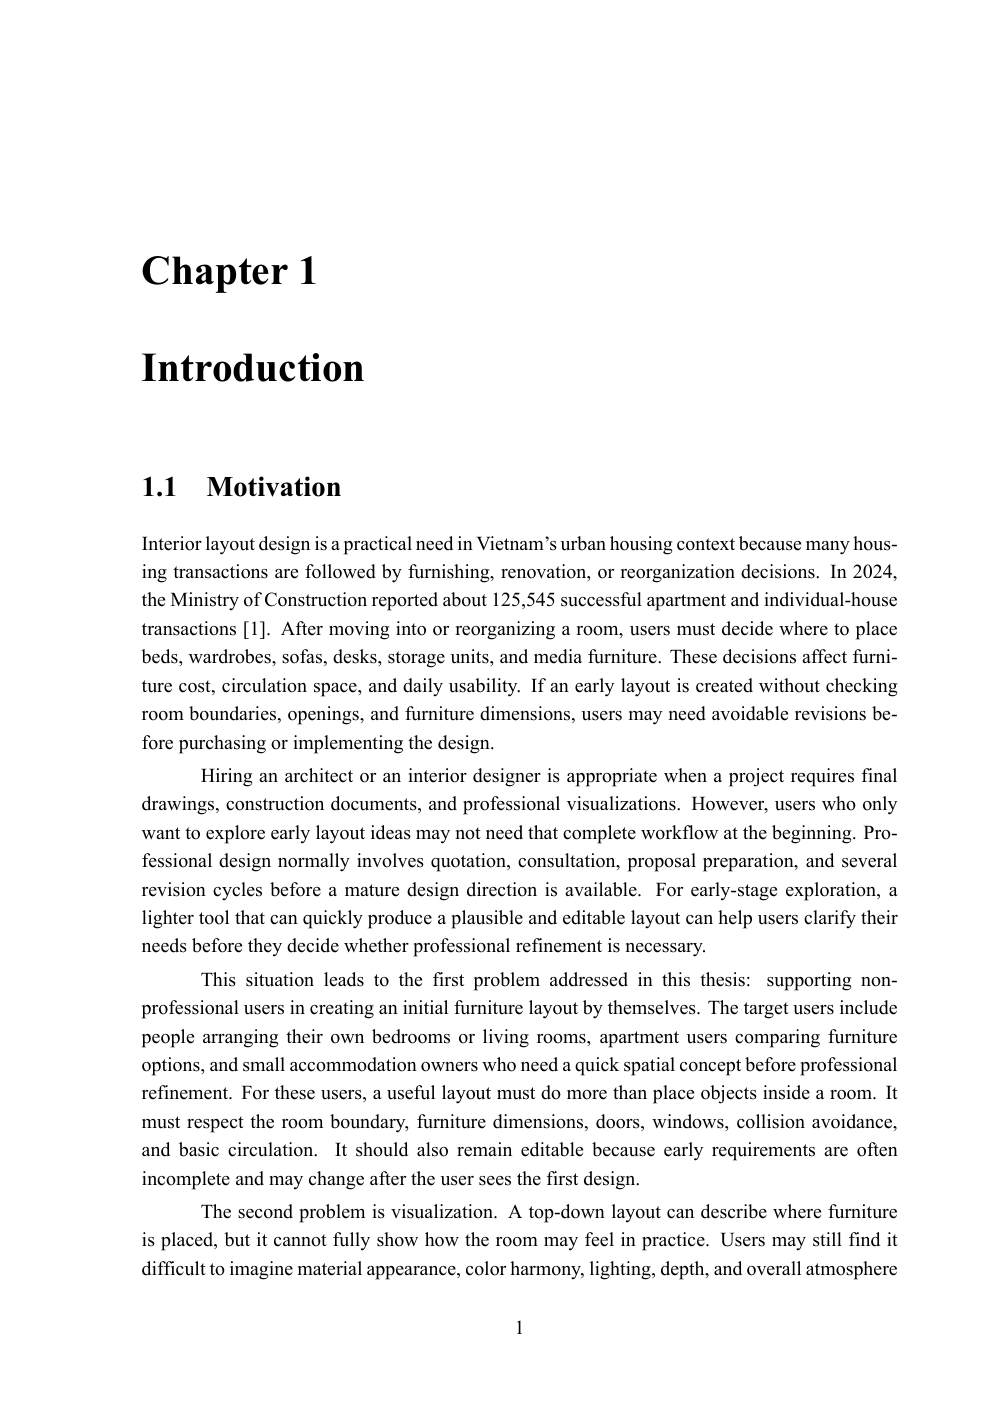 Chapter 1
Introduction
1.1 Motivation
Interior layout design is a practical need in Vietnam’s urban housing context because many hous-
ing transactions are followed by furnishing, renovation, or reorganization decisions. In 2024,
the Ministry of Construction reported about 125,545 successful apartment and individual-house
transactions [1]. After moving into or reorganizing a room, users must decide where to place
beds, wardrobes, sofas, desks, storage units, and media furniture. These decisions affect furni-
ture cost, circulation space, and daily usability. If an early layout is created without checking
room boundaries, openings, and furniture dimensions, users may need avoidable revisions be-
fore purchasing or implementing the design.
Hiring an architect or an interior designer is appropriate when a project requires final
drawings, construction documents, and professional visualizations. However, users who only
want to explore early layout ideas may not need that complete workflow at the beginning. Pro-
fessional design normally involves quotation, consultation, proposal preparation, and several
revision cycles before a mature design direction is available. For early-stage exploration, a
lighter tool that can quickly produce a plausible and editable layout can help users clarify their
needs before they decide whether professional refinement is necessary.
This situation leads to the first problem addressed in this thesis: supporting non-
professional users in creating an initial furniture layout by themselves. The target users include
people arranging their own bedrooms or living rooms, apartment users comparing furniture
options, and small accommodation owners who need a quick spatial concept before professional
refinement. For these users, a useful layout must do more than place objects inside a room. It
must respect the room boundary, furniture dimensions, doors, windows, collision avoidance,
and basic circulation. It should also remain editable because early requirements are often
incomplete and may change after the user sees the first design.
The second problem is visualization. A top-down layout can describe where furniture
is placed, but it cannot fully show how the room may feel in practice. Users may still find it
difficult to imagine material appearance, color harmony, lighting, depth, and overall atmosphere
1